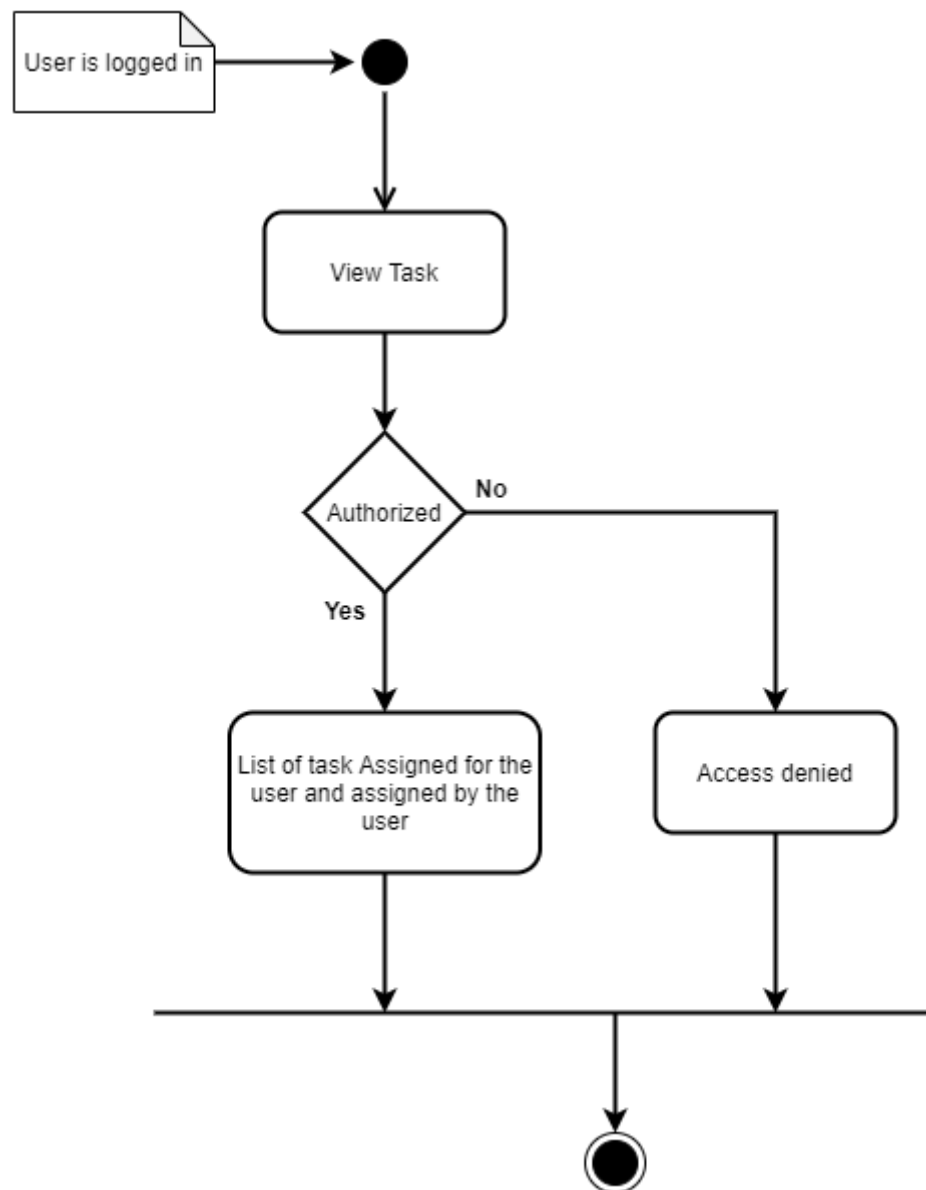 User is logged in
View Task
Authorized
No
Yes
List of task Assigned for the
user and assigned by the
user
Access denied